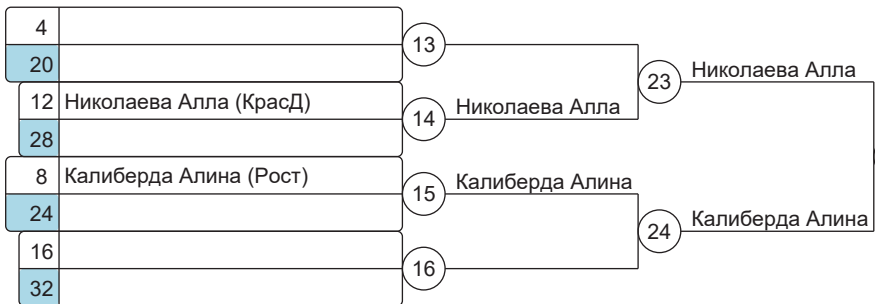 4
13
20
23 Николаева Алла
12 Николаева Алла (КрасД)
14 Николаева Алла
28
8 Калиберда Алина (Рост)
15 Калиберда Алина
24
24 Калиберда Алина
16
16
32